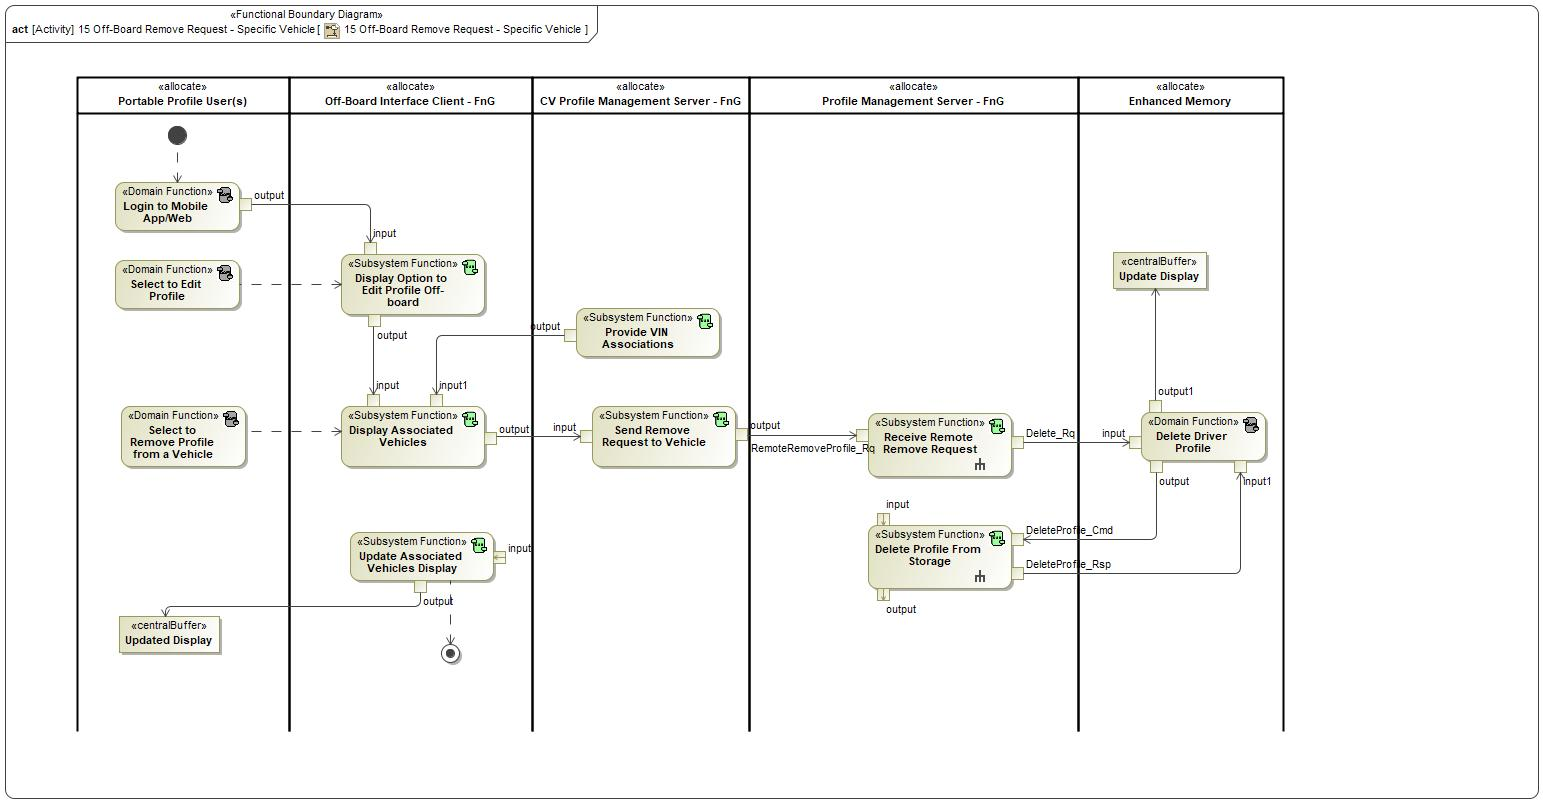 «Functional Boundary Diagram»
act [Activity] 15 Off-Board Remove Request - Specific Vehicle [ 15 Off-Board Remove Request - Specific Vehicle ]
«allocate»
Portable Profile User(s)
«allocate»
Off-Board Interface Client - FnG
«allocate»
CV Profile Management Server - FnG
«allocate»
Profile Management Server - FnG
«allocate»
Enhanced Memory
«Domain Function»
Login to Mobile
App/Web
output
input
«Domain Function»
Select to Edit
Profile
«Subsystem Function»
Display Option to
Edit Profile Off-
board
output
«centralBuffer»
Update Display
«Subsystem Function»
Provide VIN
Associations
output
input
input1
«Domain Function»
Select to
Remove Profile
from a Vehicle
«Subsystem Function»
Display Associated
Vehicles
output
input
«Subsystem Function»
Send Remove
Request to Vehicle
output
RemoteRemoveProfile_Rq
«Subsystem Function»
Receive Remote
Remove Request
Delete_Rq
input
output1
«Domain Function»
Delete Driver
Profile
output
input1
input
«Subsystem Function»
Delete Profile From
Storage
DeleteProfile_Cmd
DeleteProfile_Rsp
output
«Subsystem Function»
Update Associated
Vehicles Display
input
output
«centralBuffer»
Updated Display